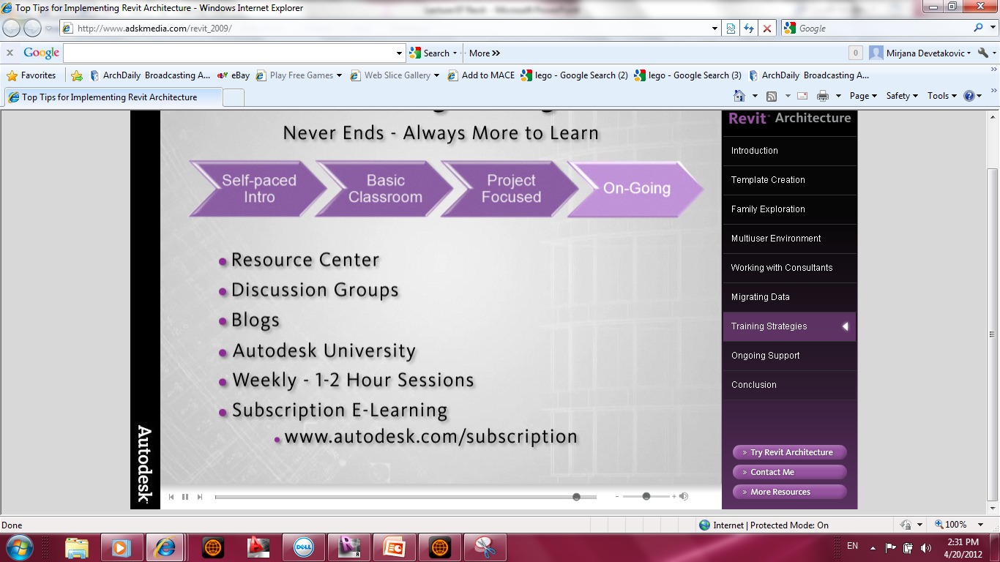 Top Tips for Implementing Revit Architecture - Windows Internet Explorer
http://www.adskmedia.com/revit_2009/
Google
Google
Search
More »
0
Mirjana Devetakovic
Favorites
ArchDaily Broadcasting A...
eBay
Play Free Games
Web Slice Gallery
Add to MACE
lego - Google Search (2)
lego - Google Search (3)
ArchDaily Broadcasting A...
Top Tips for Implementing Revit Architecture
Page
Safety
Tools
Never Ends - Always More to Learn
Self-paced
Intro
Basic
Classroom
Project
Focused
On-Going
• Resource Center
• Discussion Groups
• Blogs
• Autodesk University
• Weekly - 1-2 Hour Sessions
• Subscription E-Learning
• www.autodesk.com/subscription
Autodesk
Revit Architecture
Introduction
Template Creation
Family Exploration
Multiuser Environment
Working with Consultants
Migrating Data
Training Strategies
Ongoing Support
Conclusion
» Try Revit Architecture
» Contact Me
» More Resources
Done
Internet | Protected Mode: On
100%
DELL
EN
2:31 PM
4/20/2012